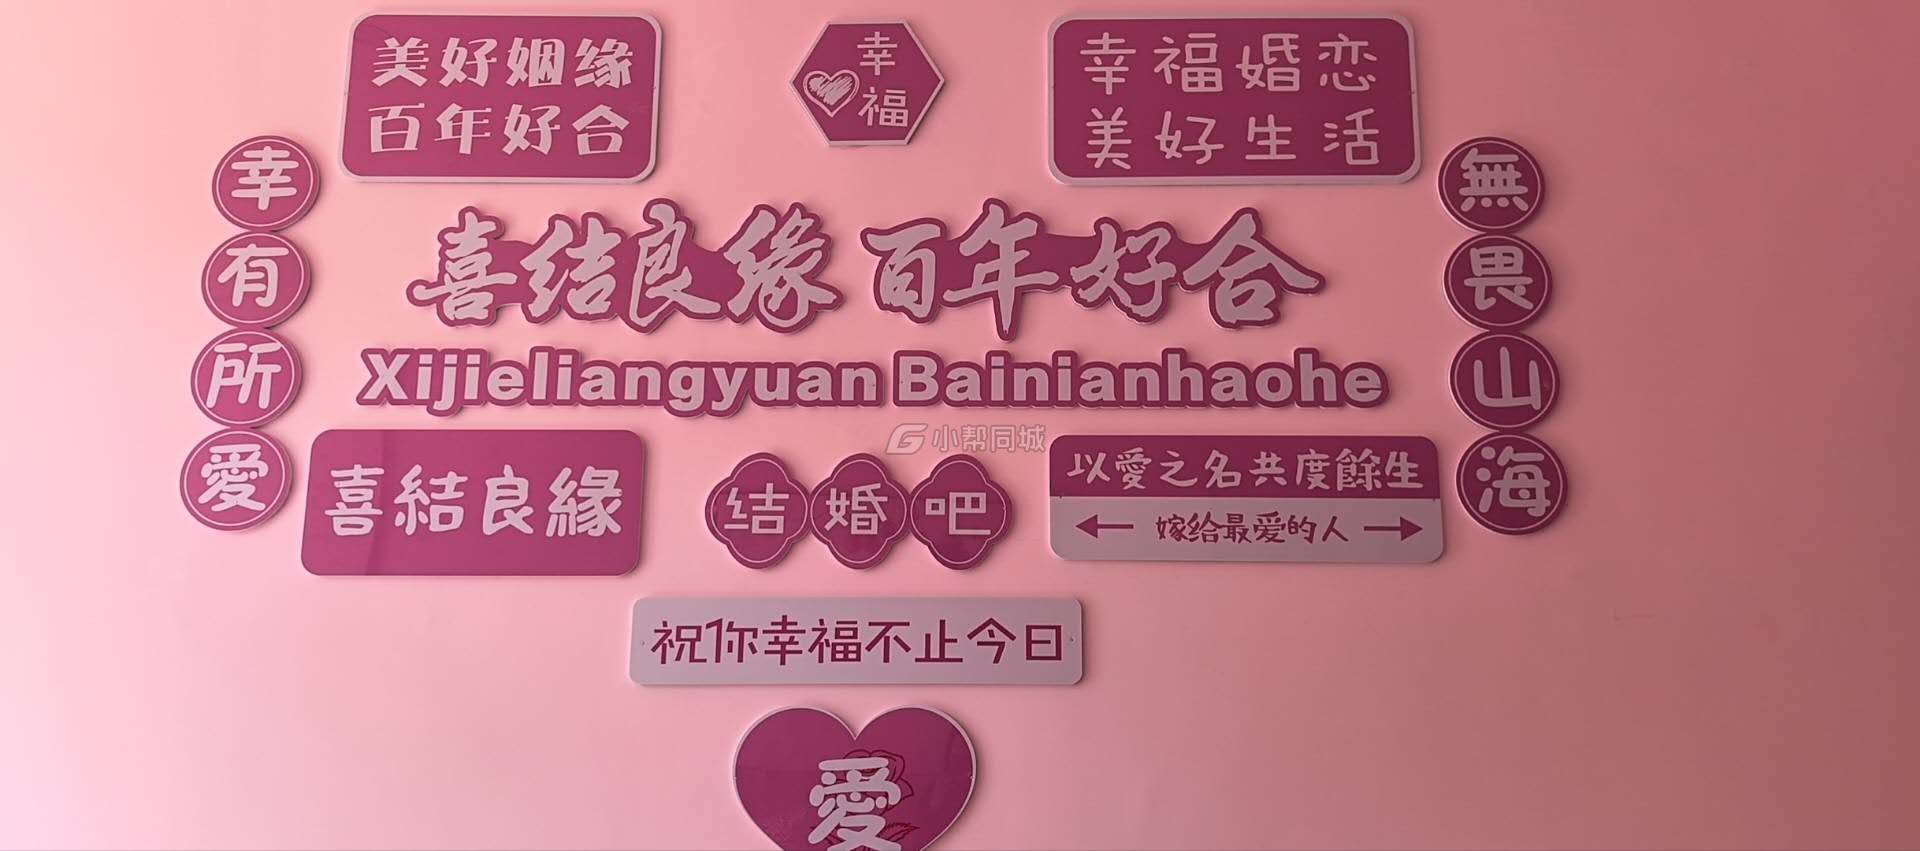 美好姻缘
百年好合
幸福
幸福婚恋
美好生活
幸有所愛
無畏山海
喜结良缘 百年好合
Xijieliangyuan Bainianhaohe
小帮同城
喜結良緣
结婚吧
以愛之名共度餘生
嫁给最爱的人
祝你幸福不止今日
愛